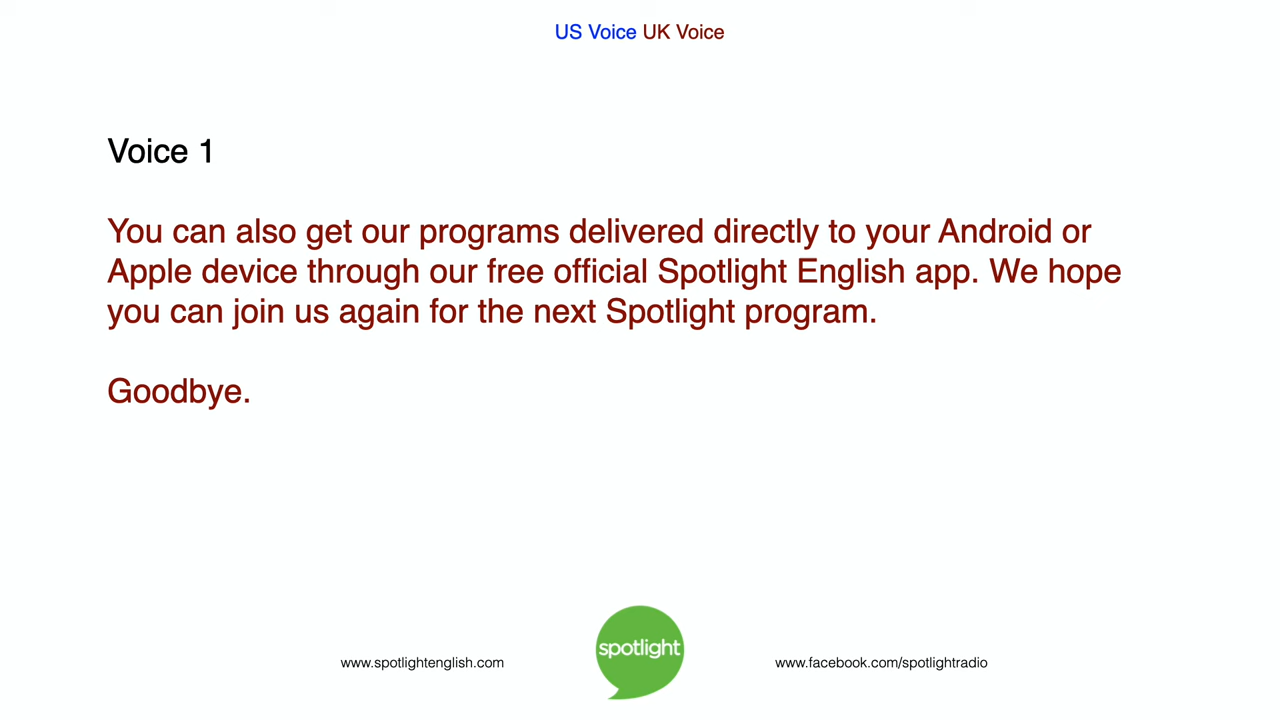 US Voice UK Voice
Voice 1
You can also get our programs delivered directly to your Android or
Apple device through our free official Spotlight English app. We hope
you can join us again for the next Spotlight program.
Goodbye.
www.spotlightenglish.com
spotlight
www.facebook.com/spotlightradio